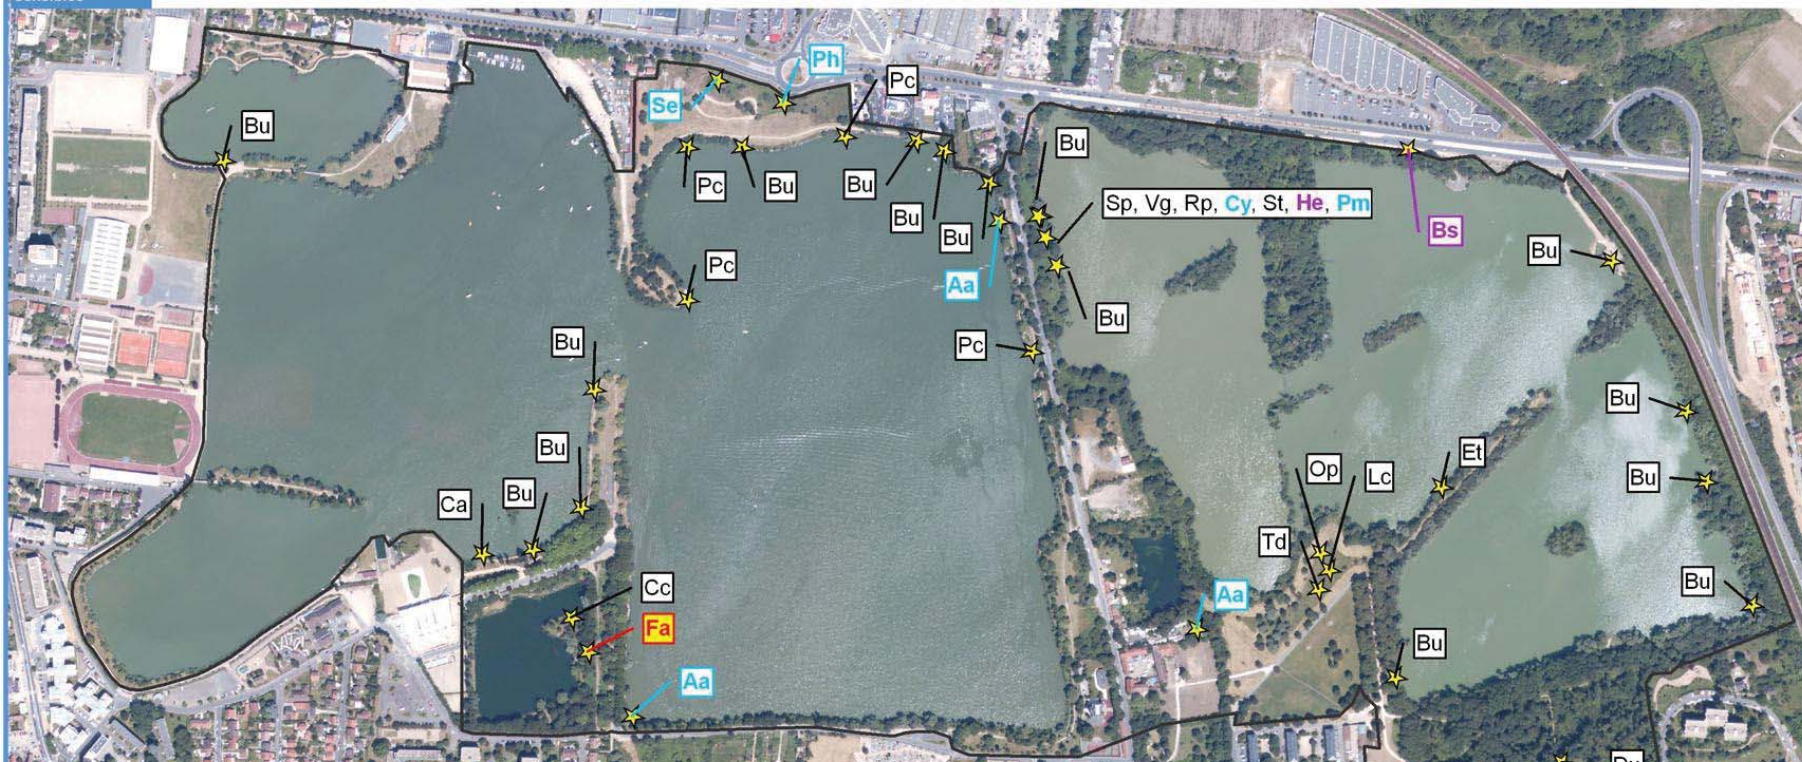 Ph
Se
Pc
Bu
Pc
Bu
Bu
Bu
Bu
Bu
Sp, Vg, Rp, Cy, St, He, Pm
Bs
Bu
Aa
Pc
Bu
Bu
Pc
Bu
Bu
Ca
Bu
Op
Lc
Et
Bu
Td
Cc
Fa
Aa
Aa
Bu
Bu